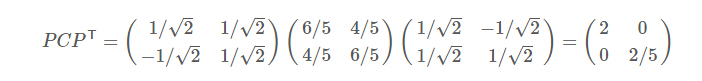 PCP⊤ = ( 1/√2 1/√2 −1/√2 1/√2 ) ( 6/5 4/5 4/5 6/5 ) ( 1/√2 −1/√2 1/√2 1/√2 ) = ( 2 0 0 2/5 )